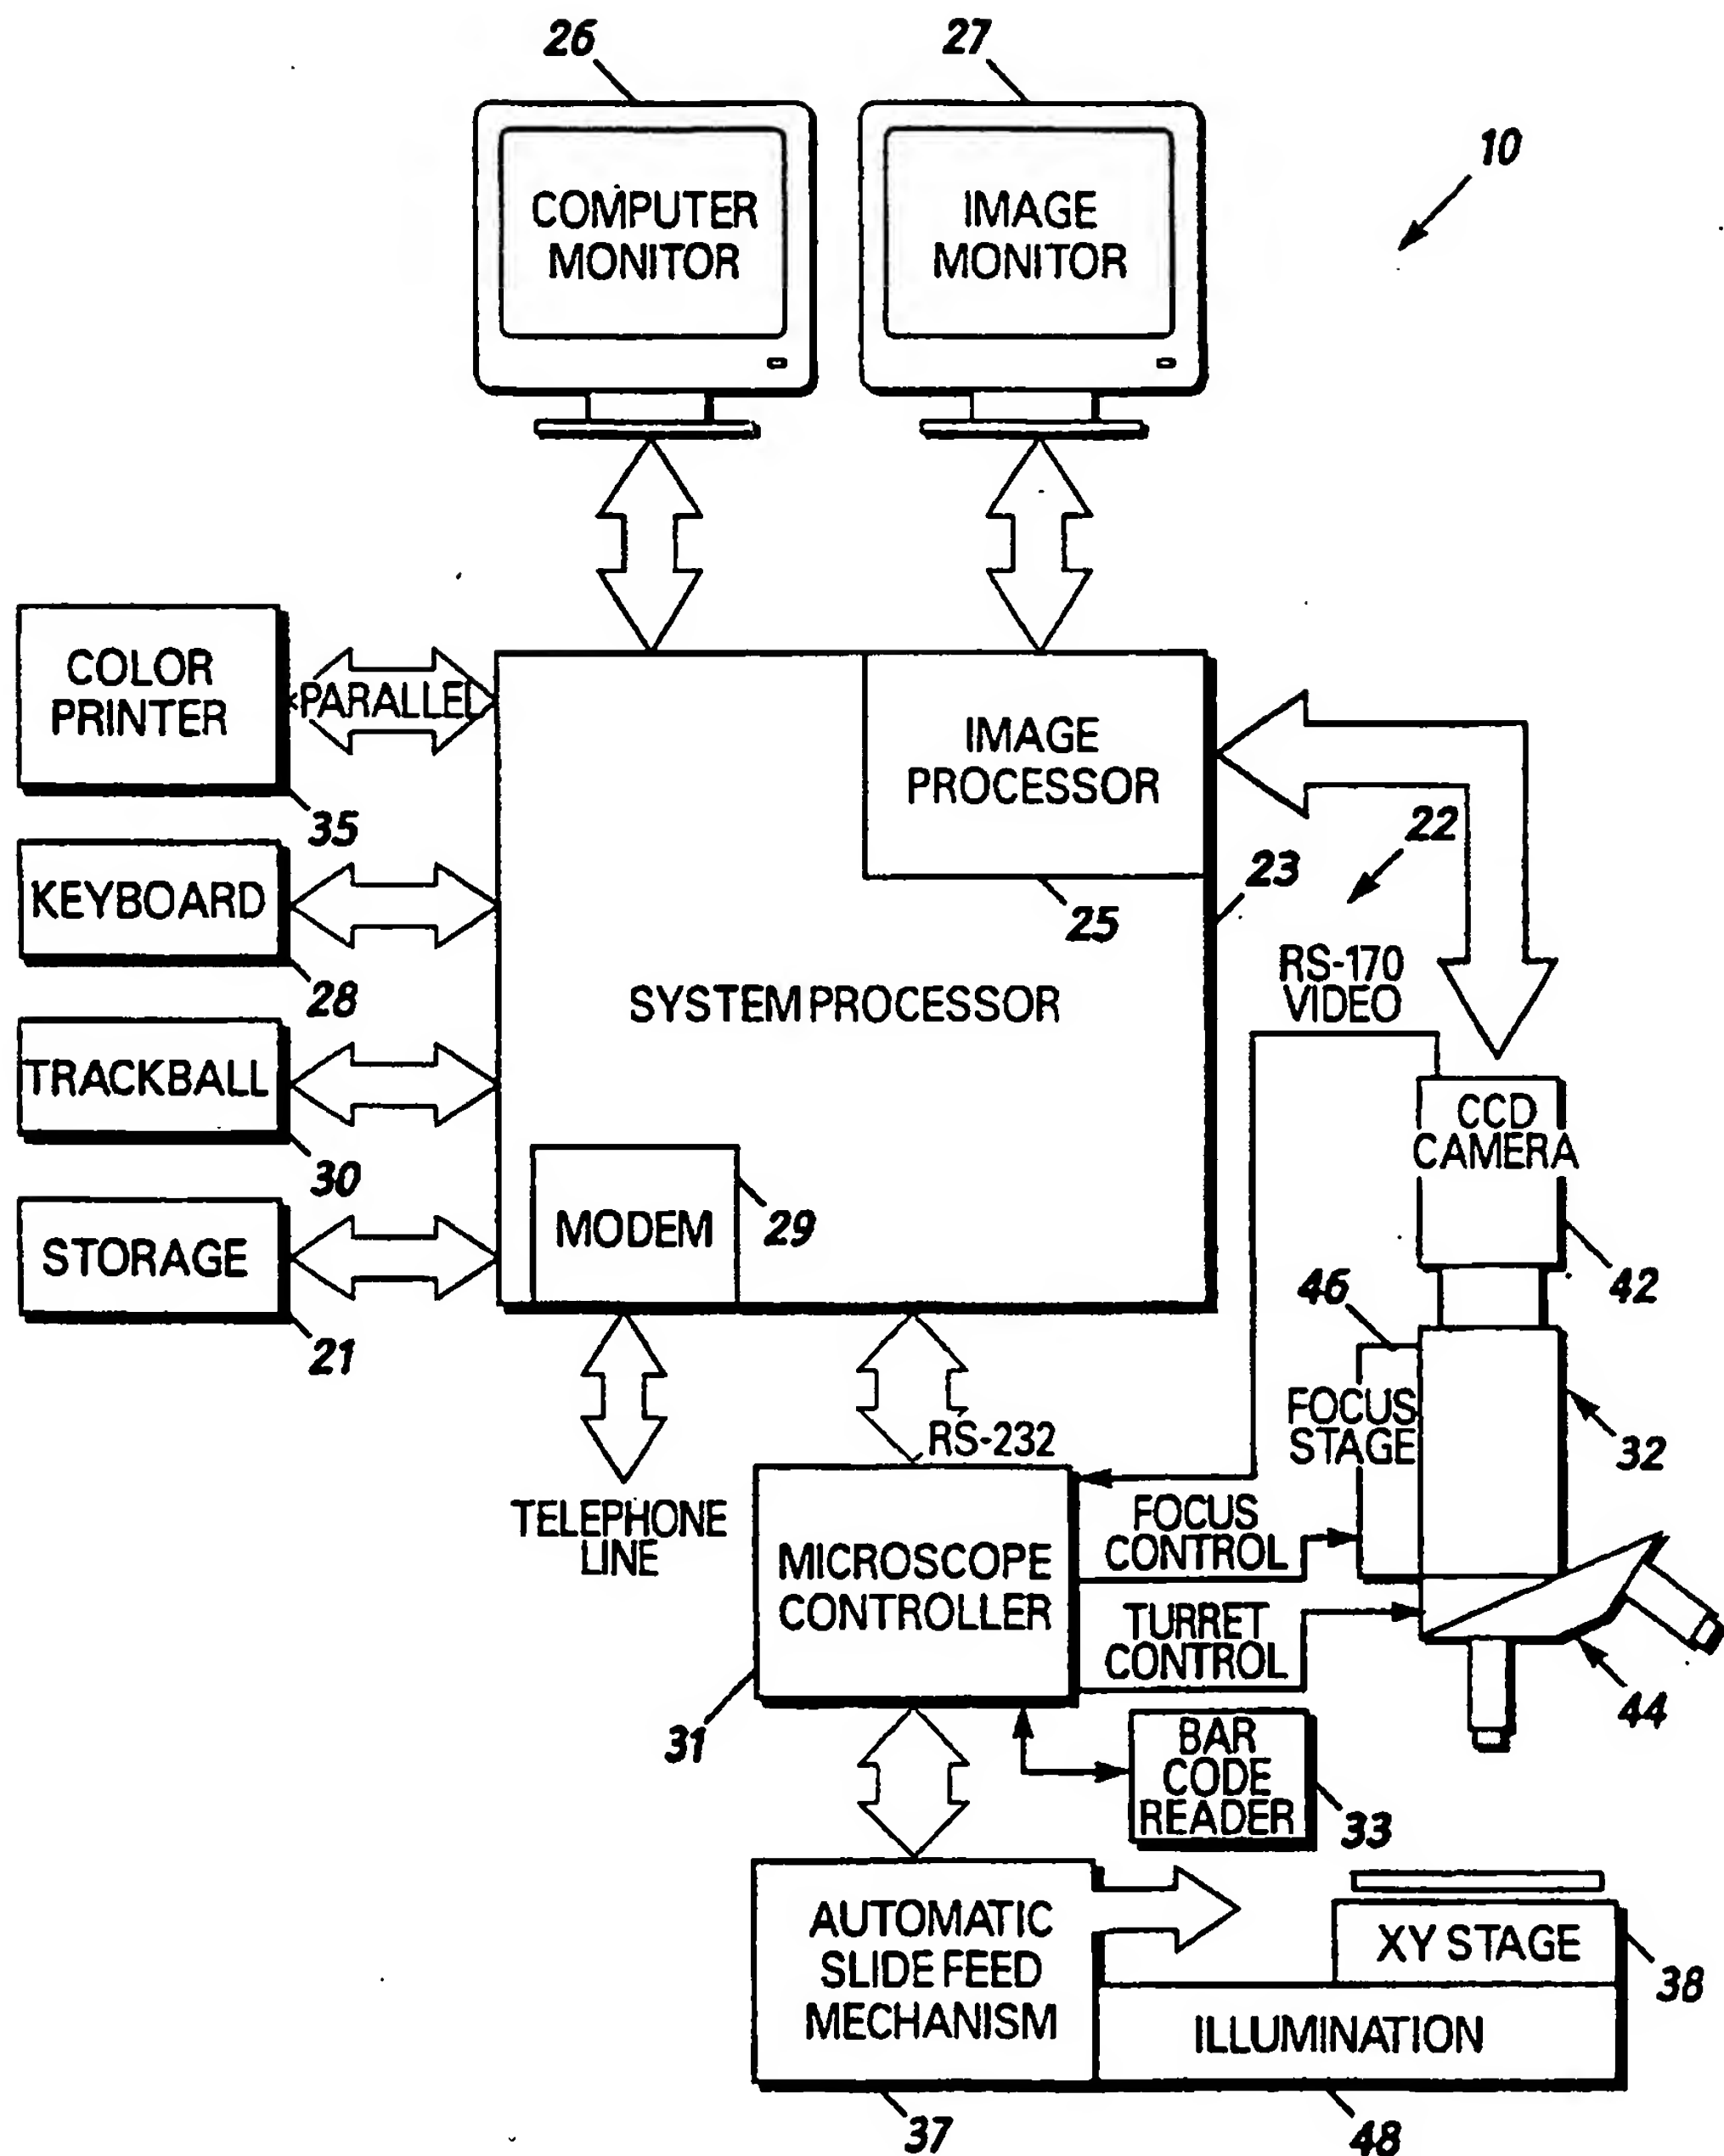 26
27
10
COMPUTER
MONITOR
IMAGE
MONITOR
COLOR
PRINTER
PARALLEL
35
IMAGE
PROCESSOR
25
22
23
KEYBOARD
28
SYSTEM PROCESSOR
RS-170
VIDEO
TRACKBALL
30
CCD
CAMERA
42
MODEM
29
STORAGE
21
46
FOCUS
STAGE
32
RS-232
TELEPHONE
LINE
MICROSCOPE
CONTROLLER
31
FOCUS
CONTROL
TURRET
CONTROL
44
BAR
CODE
READER
33
AUTOMATIC
SLIDE FEED
MECHANISM
37
XY STAGE
38
ILLUMINATION
48